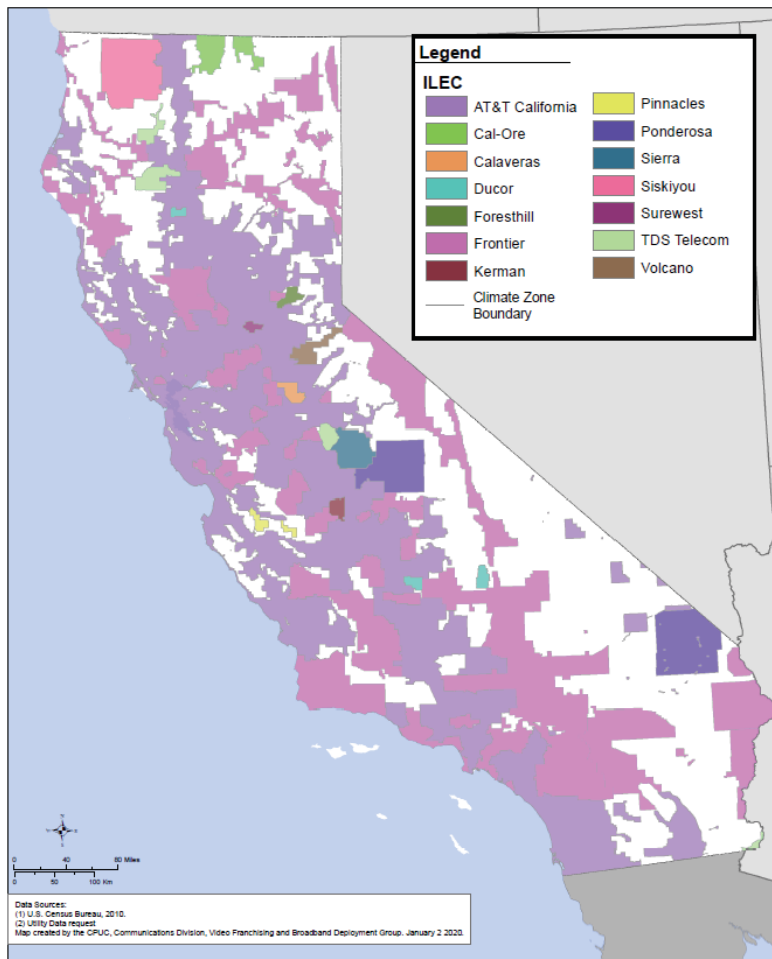 Legend
ILEC
AT&T California
Cal-Ore
Calaveras
Ducor
Foresthill
Frontier
Kerman
Climate Zone
Boundary
Pinnacles
Ponderosa
Sierra
Siskiyou
Surewest
TDS Telecom
Volcano
N
0 40 80 Miles
0 50 100 Km
Data Sources:
(1) U.S. Census Bureau, 2010.
(2) Utility Data request
Map created by the CPUC, Communications Division, Video Franchising and Broadband Deployment Group. January 2 2020.